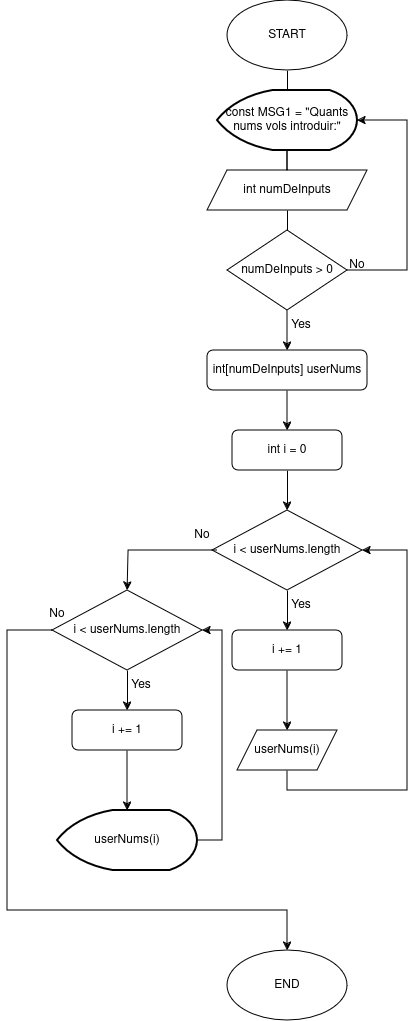 START
const MSG1 = "Quants
nums vols introduir:"
int numDeInputs
numDeInputs > 0
No
Yes
int[numDeInputs] userNums
int i = 0
No
i < userNums.length
Yes
No
i < userNums.length
i += 1
Yes
i += 1
userNums(i)
userNums(i)
END